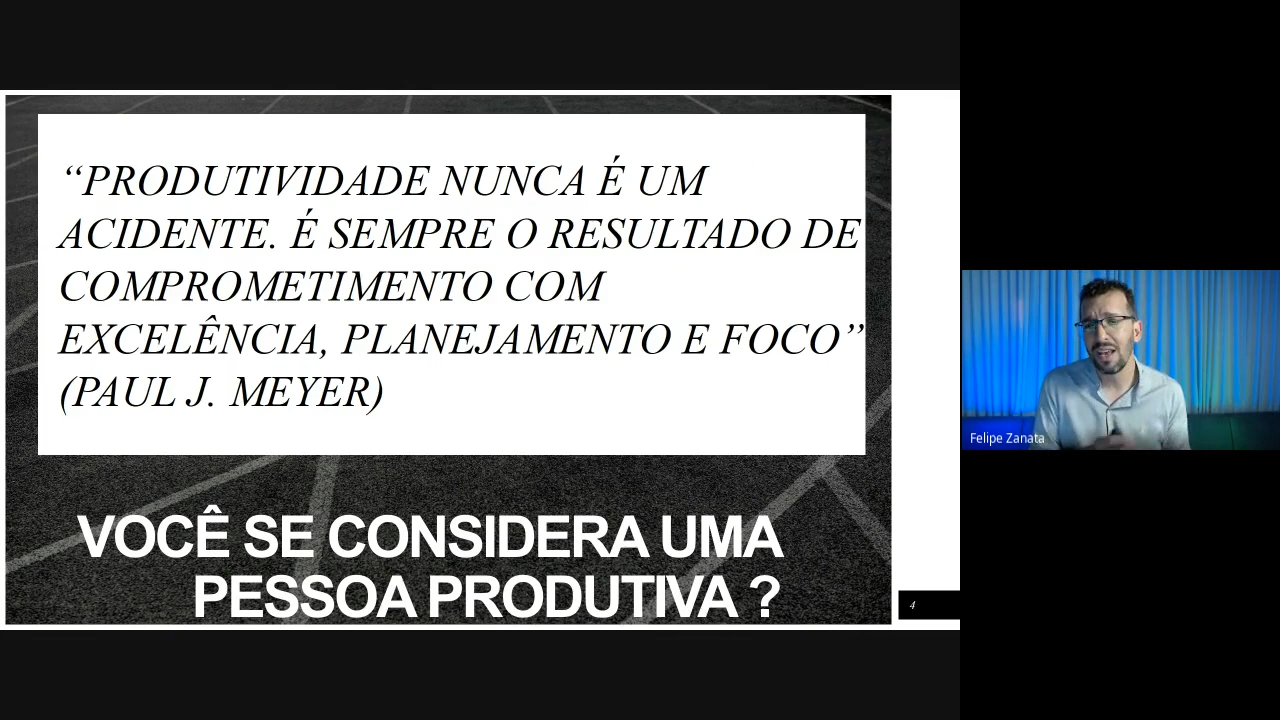 “PRODUTIVIDADE NUNCA É UM
ACIDENTE. É SEMPRE O RESULTADO DE
COMPROMETIMENTO COM
EXCELÊNCIA, PLANEJAMENTO E FOCO”
(PAUL J. MEYER)
VOCÊ SE CONSIDERA UMA
PESSOA PRODUTIVA ?
4
Felipe Zanata